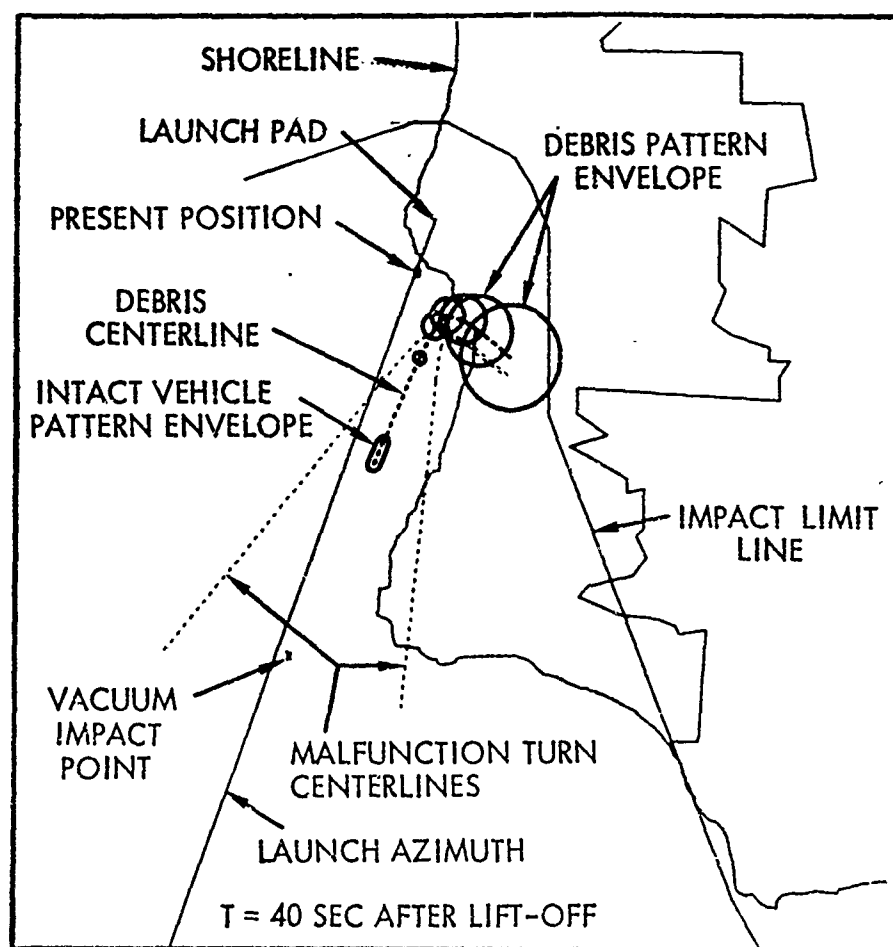 SHORELINE
LAUNCH PAD
DEBRIS PATTERN
ENVELOPE
PRESENT POSITION
DEBRIS
CENTERLINE
INTACT VEHICLE
PATTERN ENVELOPE
IMPACT LIMIT
LINE
VACUUM
IMPACT
POINT
MALFUNCTION TURN
CENTERLINES
LAUNCH AZIMUTH
T = 40 SEC AFTER LIFT-OFF